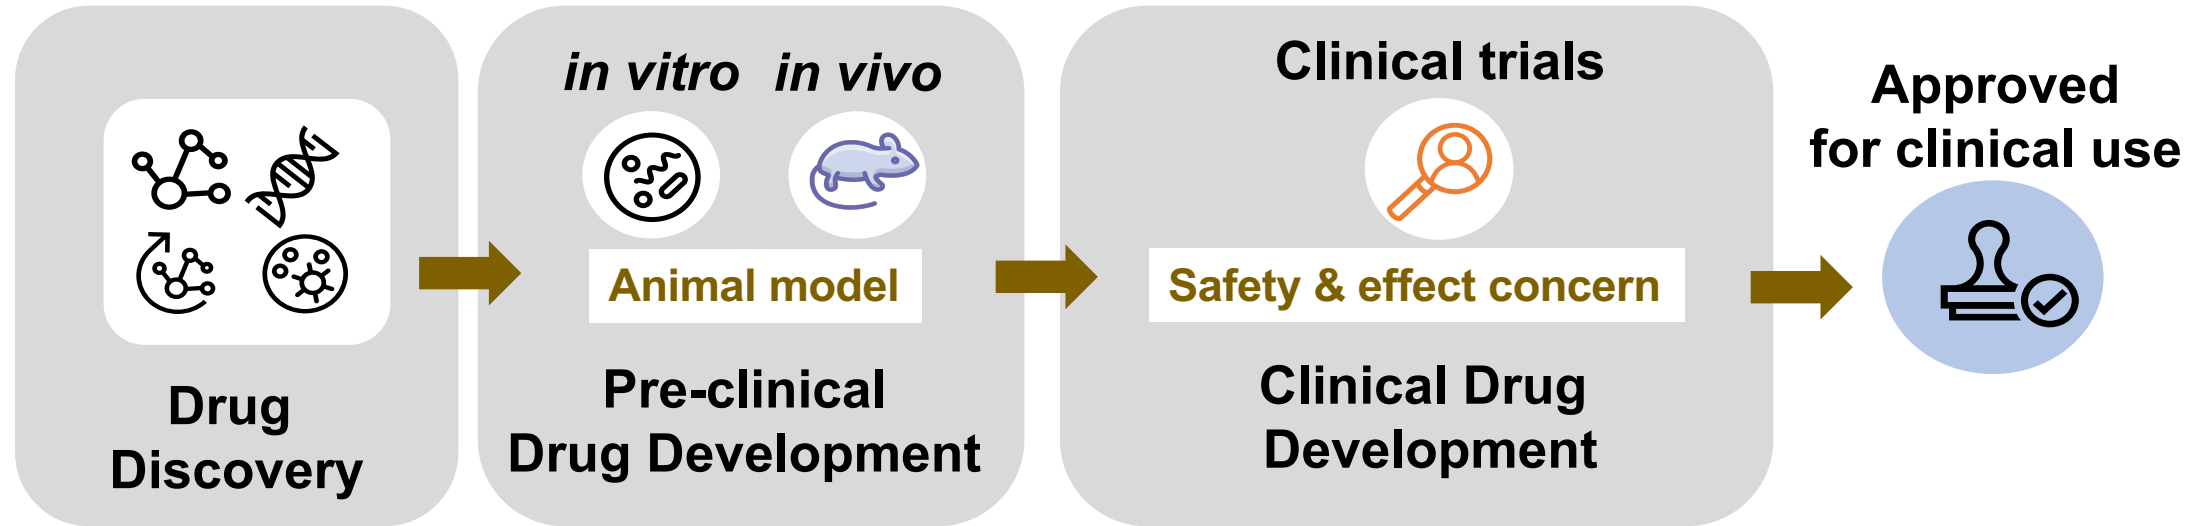 Drug
Discovery
in vitro in vivo
Animal model
Pre-clinical
Drug Development
Clinical trials
Safety & effect concern
Clinical Drug
Development
Approved
for clinical use